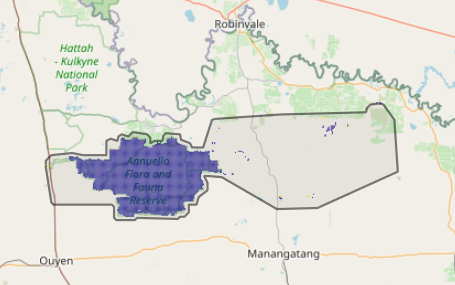 Robinvale
Hattah
- Kulkyne
National
Park
Annuello
Flora and
Fauna
Reserve
Ouyen
Manangatang